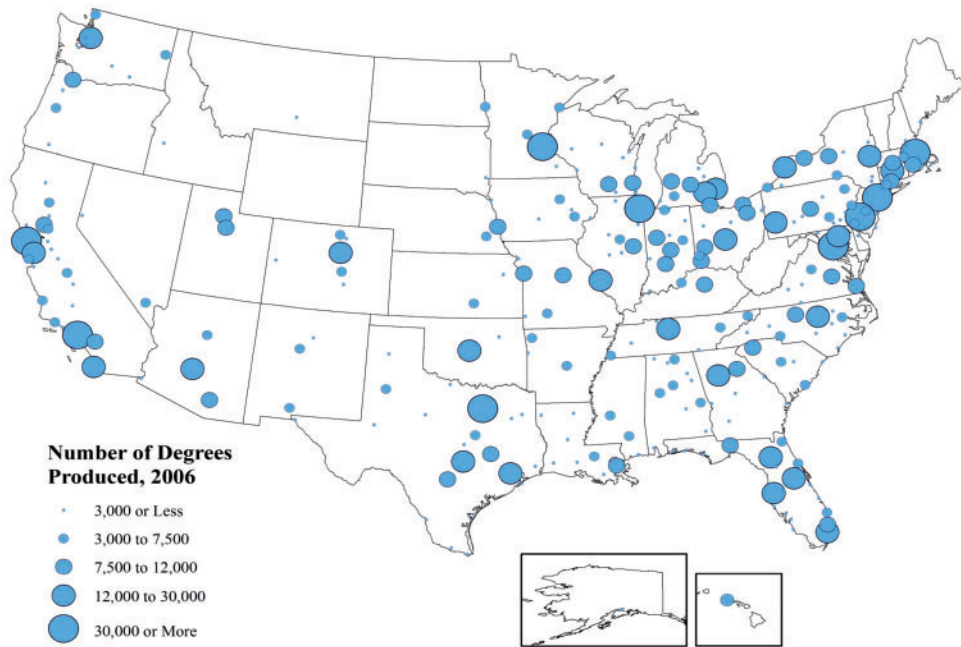 Number of Degrees
Produced, 2006
3,000 or Less
3,000 to 7,500
7,500 to 12,000
12,000 to 30,000
30,000 or More